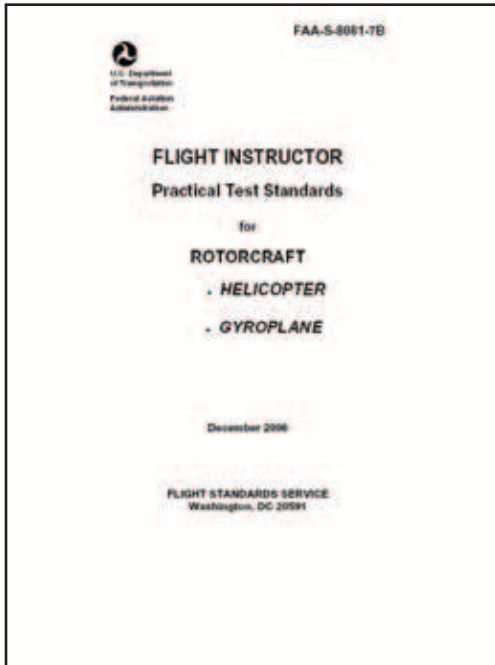 FAA-S-8081-7B
U.S. Department
of Transportation
Federal Aviation
Administration
FLIGHT INSTRUCTOR
Practical Test Standards
for
ROTORCRAFT
• HELICOPTER
• GYROPLANE
December 2006
FLIGHT STANDARDS SERVICE
Washington, DC 20591